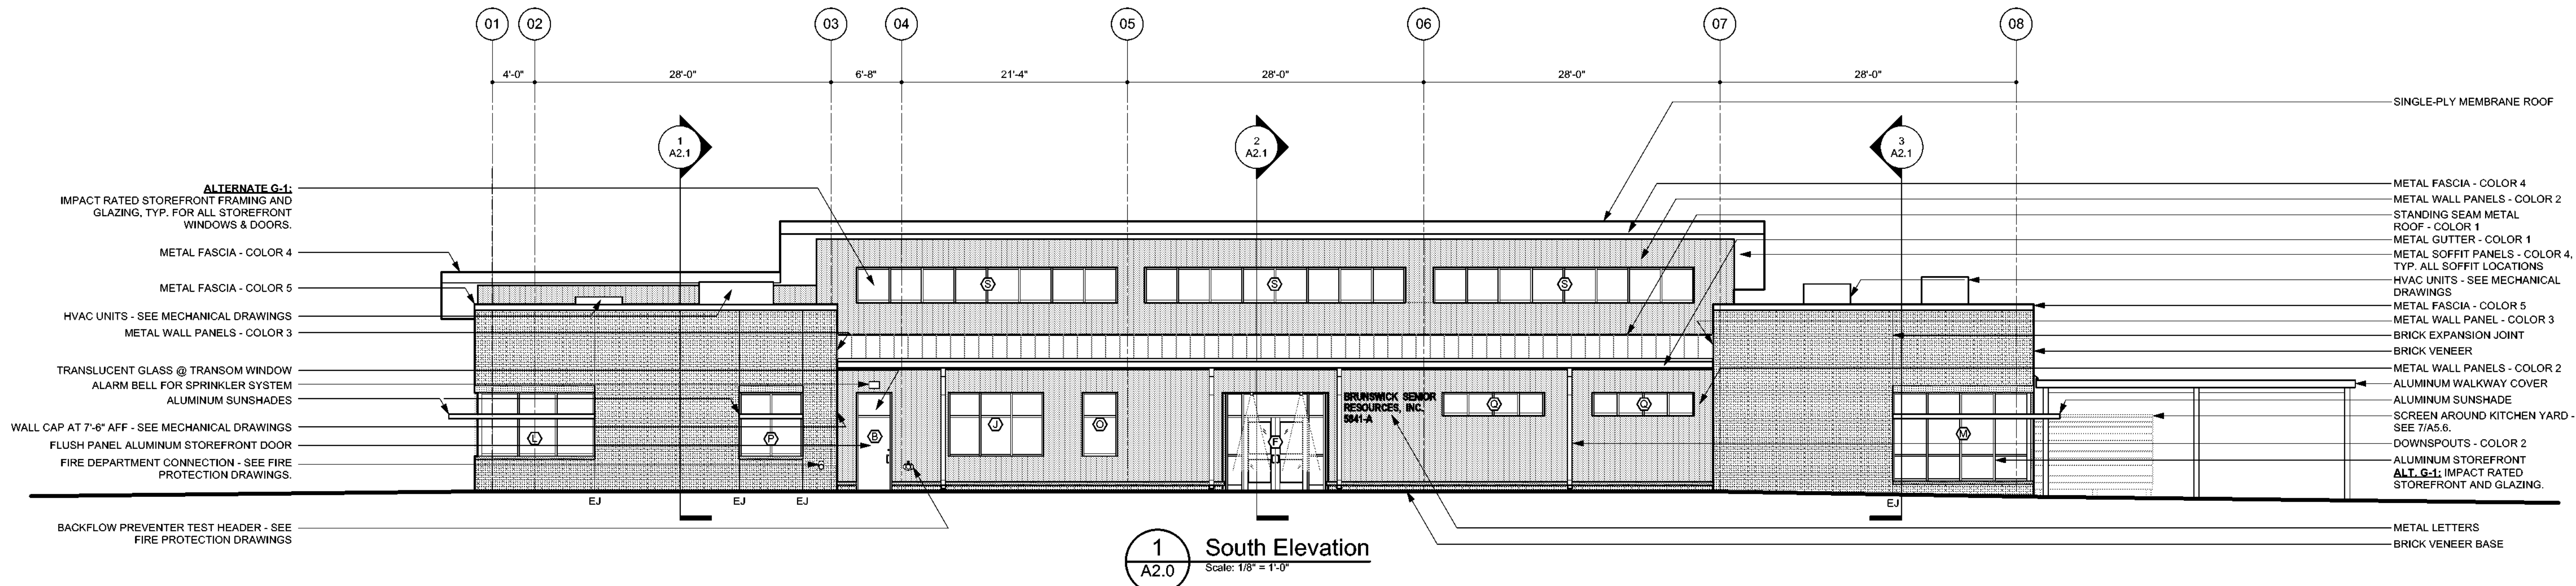 01 02 03 04 05 06 07 08
4'-0" 28'-0" 6'-8" 21'-4" 28'-0" 28'-0" 28'-0"
1
A2.1
2
A2.1
3
A2.1
ALTERNATE G-1:
IMPACT RATED STOREFRONT FRAMING AND
GLAZING, TYP. FOR ALL STOREFRONT
WINDOWS & DOORS.
METAL FASCIA - COLOR 4
METAL FASCIA - COLOR 5
HVAC UNITS - SEE MECHANICAL DRAWINGS
METAL WALL PANELS - COLOR 3
TRANSLUCENT GLASS @ TRANSOM WINDOW
ALARM BELL FOR SPRINKLER SYSTEM
ALUMINUM SUNSHADES
WALL CAP AT 7'-6" AFF - SEE MECHANICAL DRAWINGS
FLUSH PANEL ALUMINUM STOREFRONT DOOR
FIRE DEPARTMENT CONNECTION - SEE FIRE
PROTECTION DRAWINGS.
BACKFLOW PREVENTER TEST HEADER - SEE
FIRE PROTECTION DRAWINGS
S S S
BRUNSWICK SENIOR
RESOURCES, INC.
5841-A
L P B J O F Q Q M
EJ EJ EJ EJ
SINGLE-PLY MEMBRANE ROOF
METAL FASCIA - COLOR 4
METAL WALL PANELS - COLOR 2
STANDING SEAM METAL
ROOF - COLOR 1
METAL GUTTER - COLOR 1
METAL SOFFIT PANELS - COLOR 4,
TYP. ALL SOFFIT LOCATIONS
HVAC UNITS - SEE MECHANICAL
DRAWINGS
METAL FASCIA - COLOR 5
METAL WALL PANEL - COLOR 3
BRICK EXPANSION JOINT
BRICK VENEER
METAL WALL PANELS - COLOR 2
ALUMINUM WALKWAY COVER
ALUMINUM SUNSHADE
SCREEN AROUND KITCHEN YARD -
SEE 7/A5.6.
DOWNSPOUTS - COLOR 2
ALUMINUM STOREFRONT
ALT. G-1: IMPACT RATED
STOREFRONT AND GLAZING.
METAL LETTERS
BRICK VENEER BASE
1
A2.0
South Elevation
Scale: 1/8" = 1'-0"